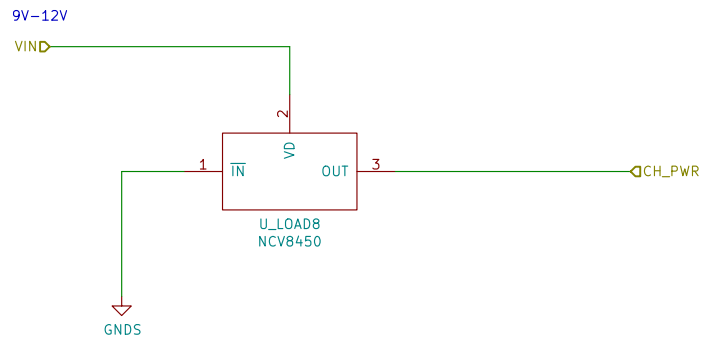 9V-12V
VIN
2
VD
1
IN
OUT
3
CH_PWR
U_LOAD8
NCV8450
GNDS